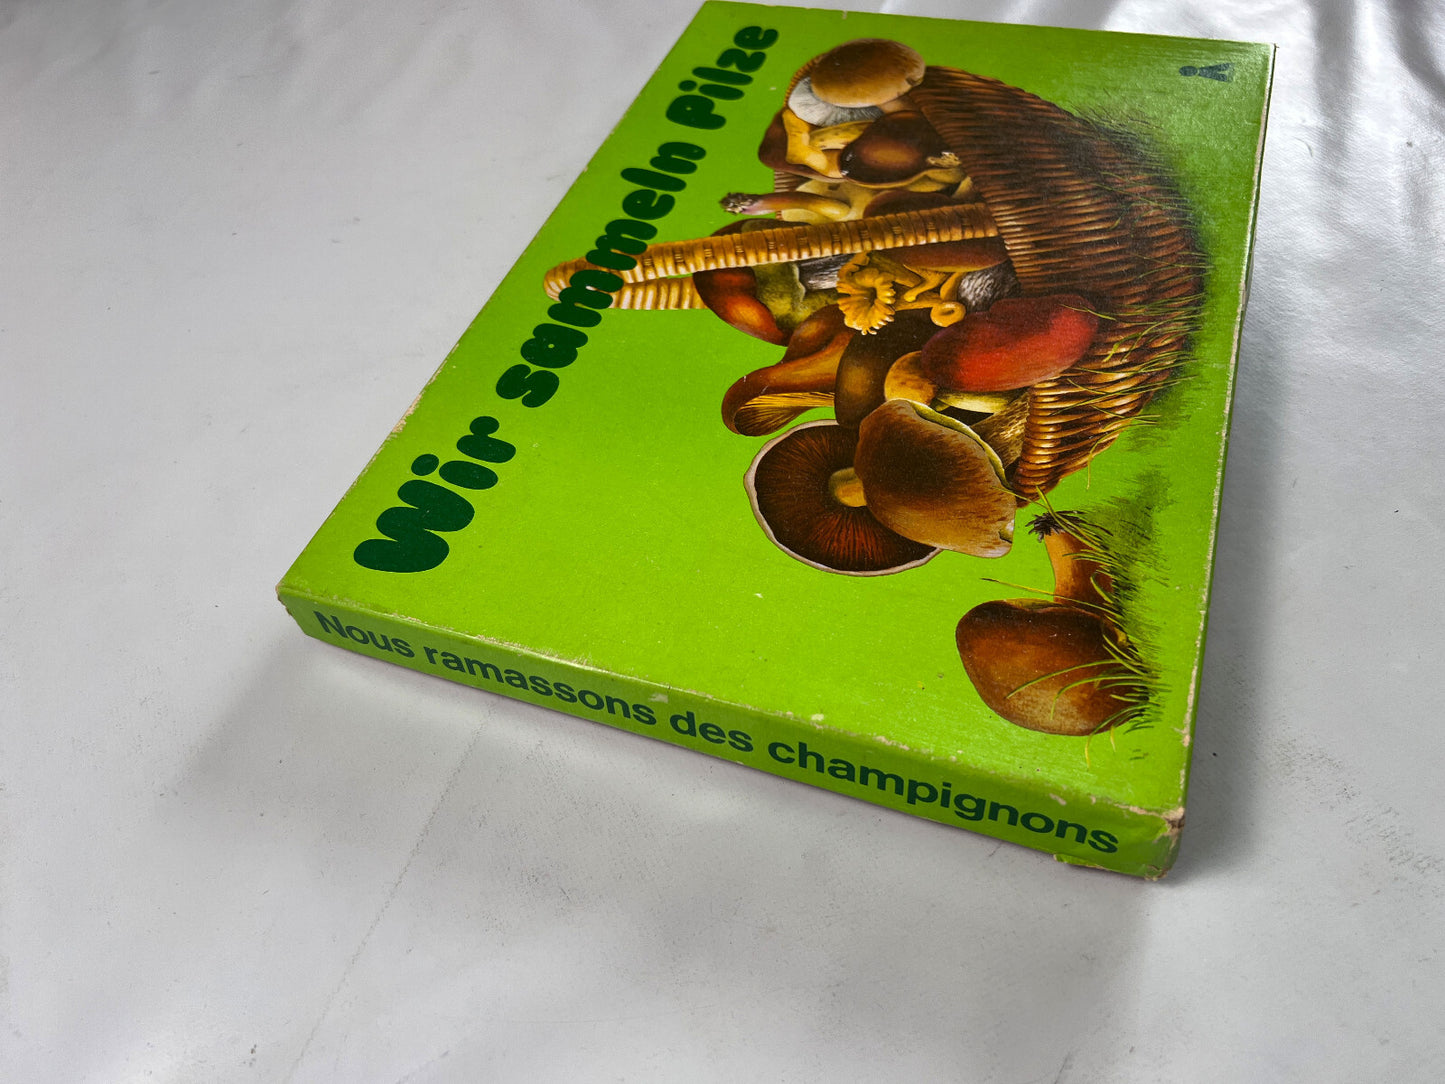 Wir sammeln Pilze
Nous ramassons des champignons